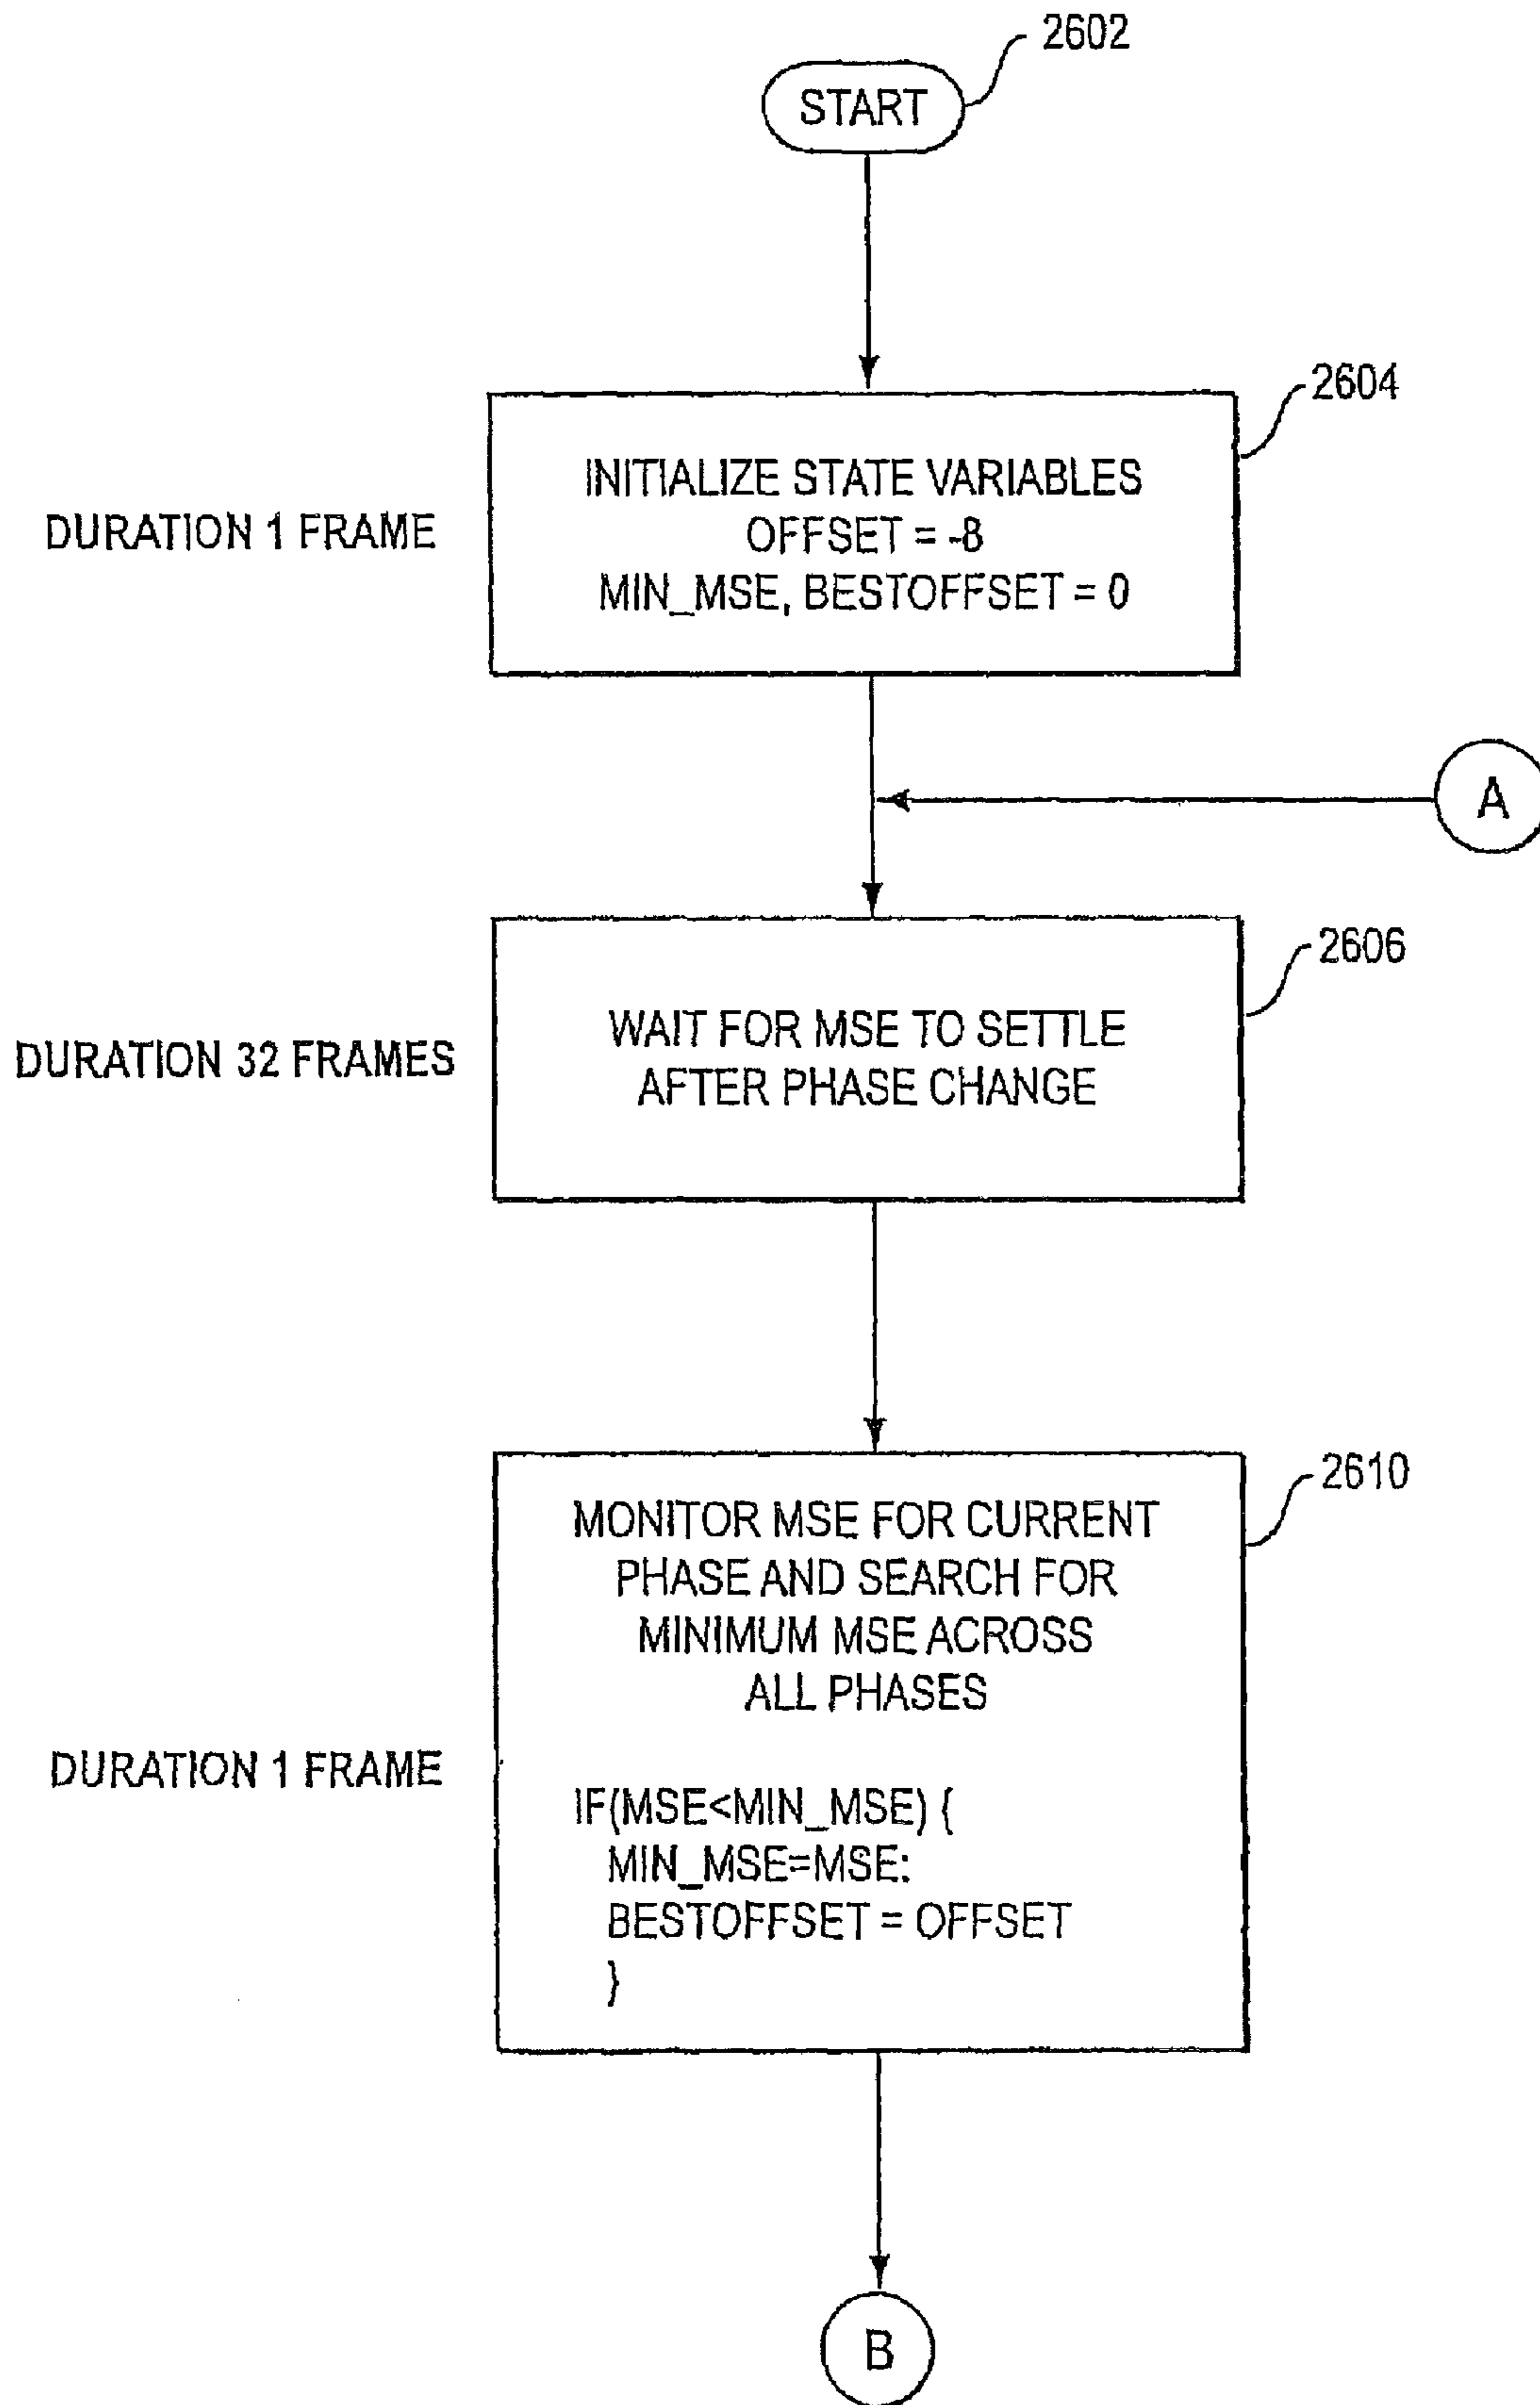 2602
START
2604
INITIALIZE STATE VARIABLES
OFFSET = -8
MIN_MSE, BESTOFFSET = 0
DURATION 1 FRAME
A
2606
WAIT FOR MSE TO SETTLE
AFTER PHASE CHANGE
DURATION 32 FRAMES
2610
MONITOR MSE FOR CURRENT
PHASE AND SEARCH FOR
MINIMUM MSE ACROSS
ALL PHASES
DURATION 1 FRAME
IF(MSE<MIN_MSE) {
MIN_MSE=MSE;
BESTOFFSET = OFFSET
}
B